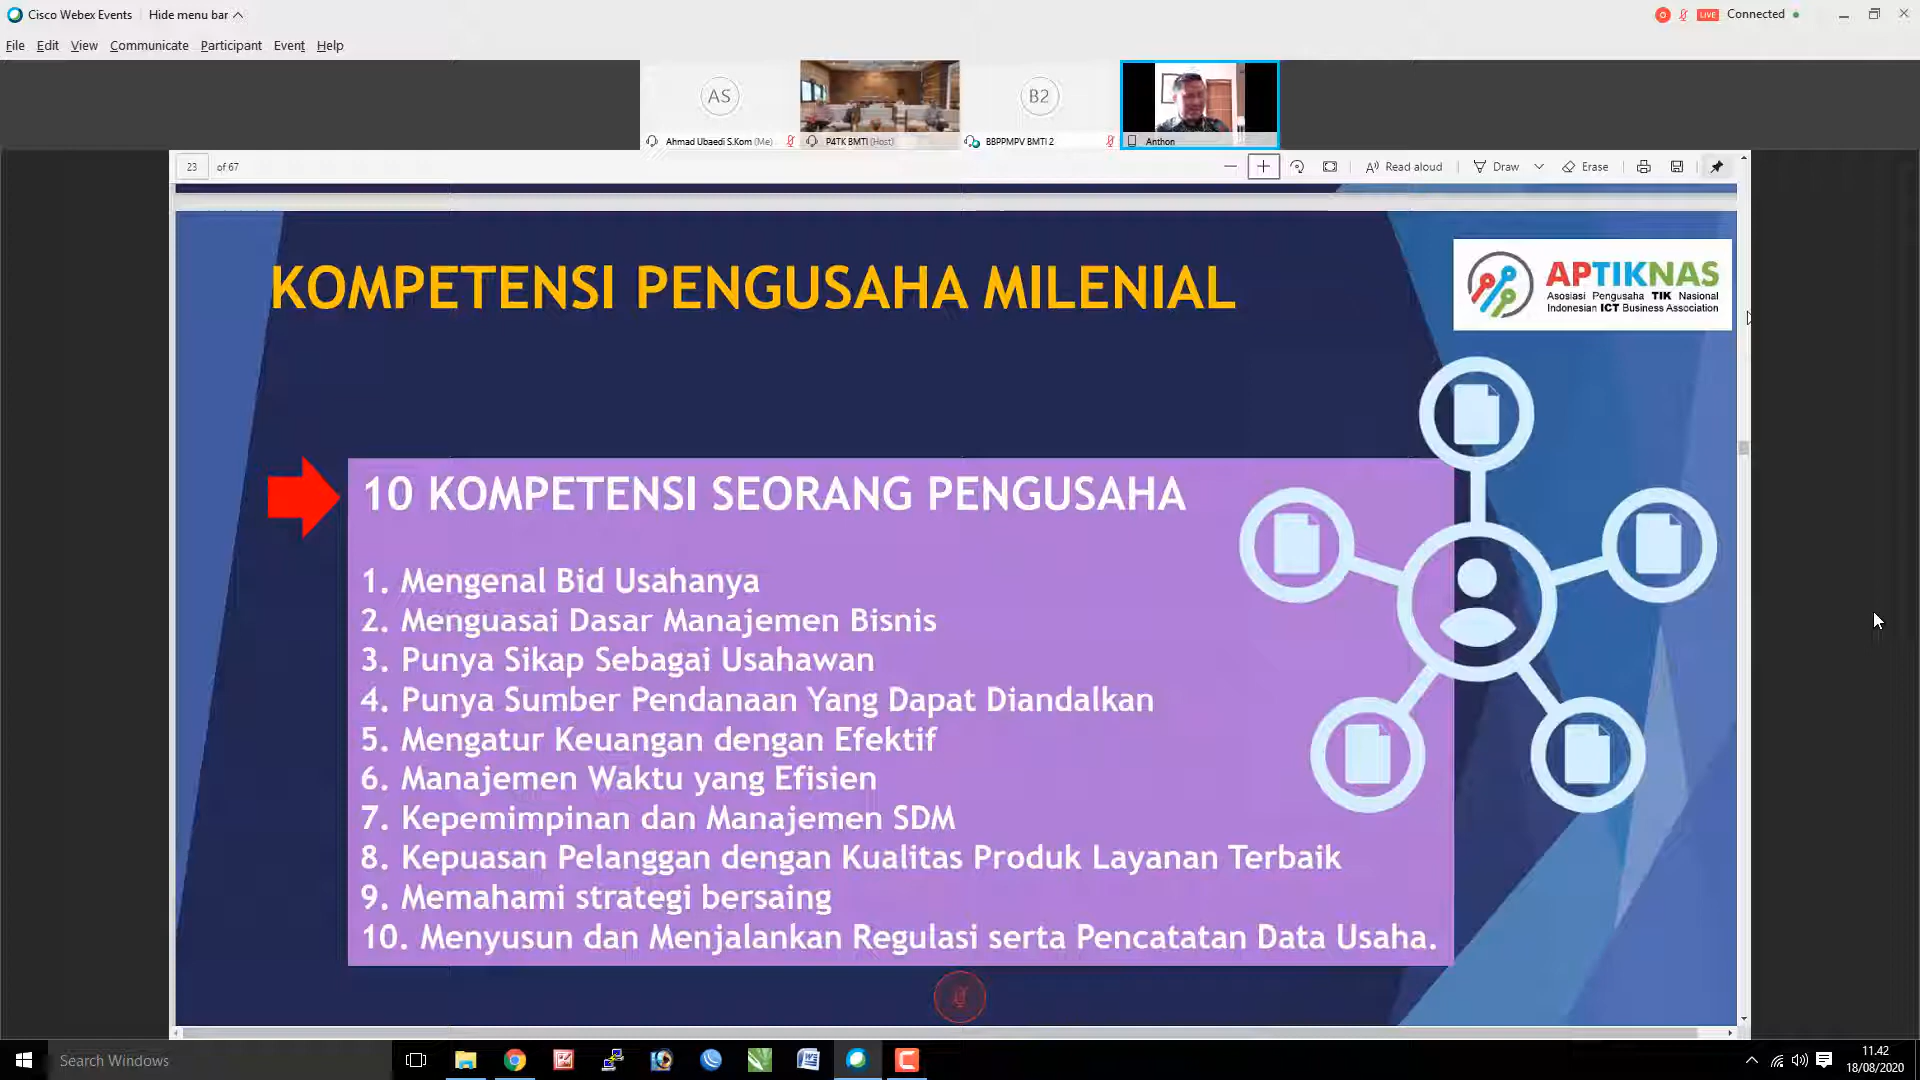 Cisco Webex Events
Hide menu bar
LIVE
Connected
File Edit View Communicate Participant Event Help
AS
B2
Ahmad Ubaedi S.Kom (Me)
P4TK BMTI (Host)
BBPPMPV BMTI 2
Anthon
23 of 67
Read aloud
Draw
Erase
KOMPETENSI PENGUSAHA MILENIAL
APTIKNAS
Asosiasi Pengusaha TIK Nasional
Indonesian ICT Business Association
10 KOMPETENSI SEORANG PENGUSAHA
1. Mengenal Bid Usahanya
2. Menguasai Dasar Manajemen Bisnis
3. Punya Sikap Sebagai Usahawan
4. Punya Sumber Pendanaan Yang Dapat Diandalkan
5. Mengatur Keuangan dengan Efektif
6. Manajemen Waktu yang Efisien
7. Kepemimpinan dan Manajemen SDM
8. Kepuasan Pelanggan dengan Kualitas Produk Layanan Terbaik
9. Memahami strategi bersaing
10. Menyusun dan Menjalankan Regulasi serta Pencatatan Data Usaha.
Search Windows
11.42
18/08/2020